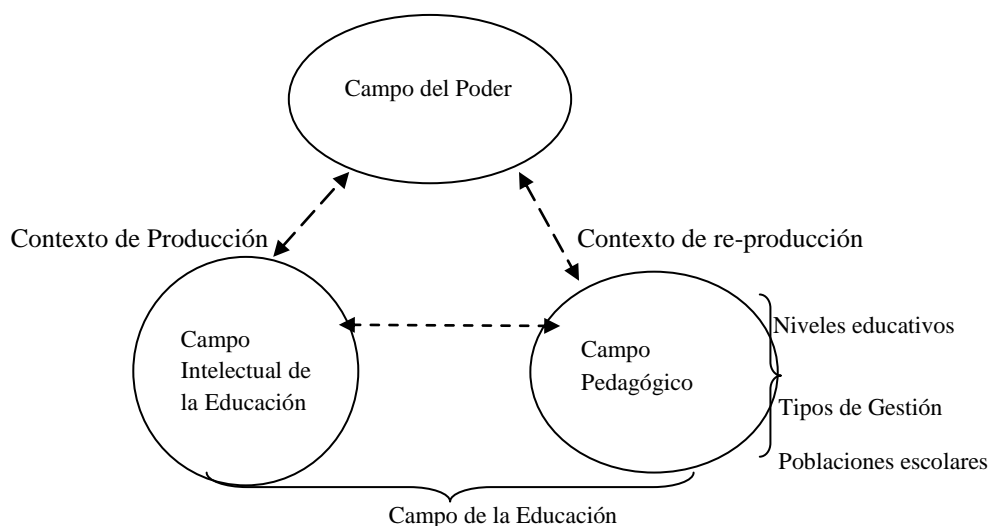 Campo del Poder
Contexto de Producción
Contexto de re-producción
Campo
Intelectual de
la Educación
Campo
Pedagógico
Niveles educativos
Tipos de Gestión
Poblaciones escolares
Campo de la Educación